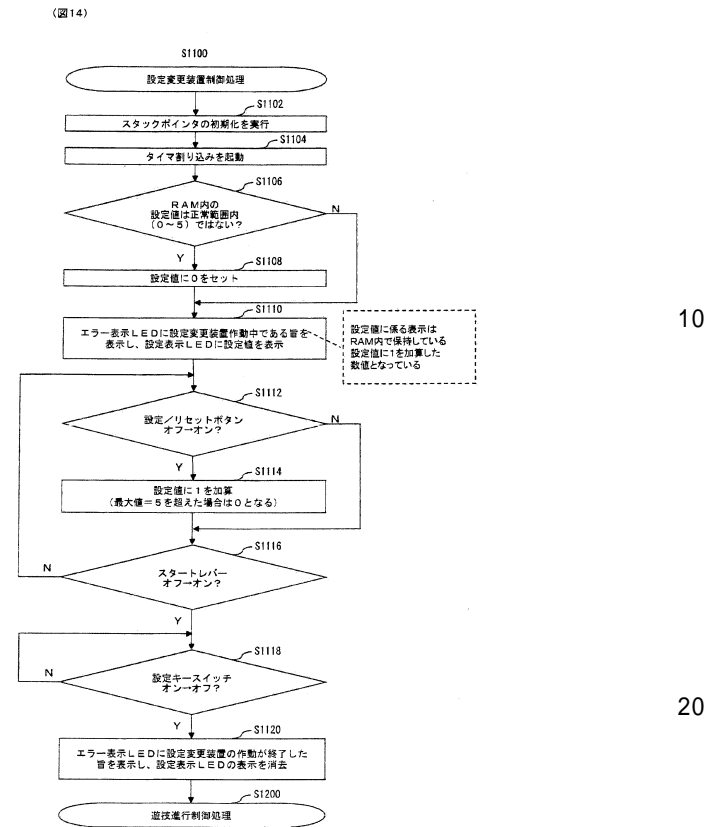 （図14）
S1100
設定変更装置制御処理
S1102
スタックポインタの初期化を実行
S1104
タイマ割り込みを起動
S1106
ＲＡＭ内の
設定値は正常範囲内
（０～５）ではない？
N
Y
S1108
設定値に０をセット
S1110
エラー表示ＬＥＤに設定変更装置作動中である旨を
表示し、設定表示ＬＥＤに設定値を表示
設定値に係る表示は
RAM内で保持している
設定値に1を加算した
数値となっている
10
S1112
設定／リセットボタン
オフ→オン？
N
Y
S1114
設定値に１を加算
（最大値＝５を超えた場合は０となる）
S1116
スタートレバー
オフ→オン？
N
Y
S1118
設定キースイッチ
オン→オフ？
N
Y
20
S1120
エラー表示ＬＥＤに設定変更装置の作動が終了した
旨を表示し、設定表示ＬＥＤの表示を消去
S1200
遊技進行制御処理